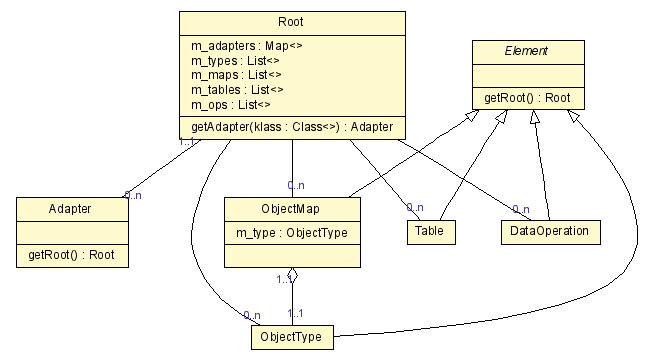 Root
m_adapters : Map<>
m_types : List<>
m_maps : List<>
m_tables : List<>
m_ops : List<>
getAdapter(klass : Class<>) : Adapter
Element
getRoot() : Root
1..1
0..n
0..n
0..n
0..n
Adapter
getRoot() : Root
ObjectMap
m_type : ObjectType
Table
DataOperation
1..1
1..1
0..n
ObjectType